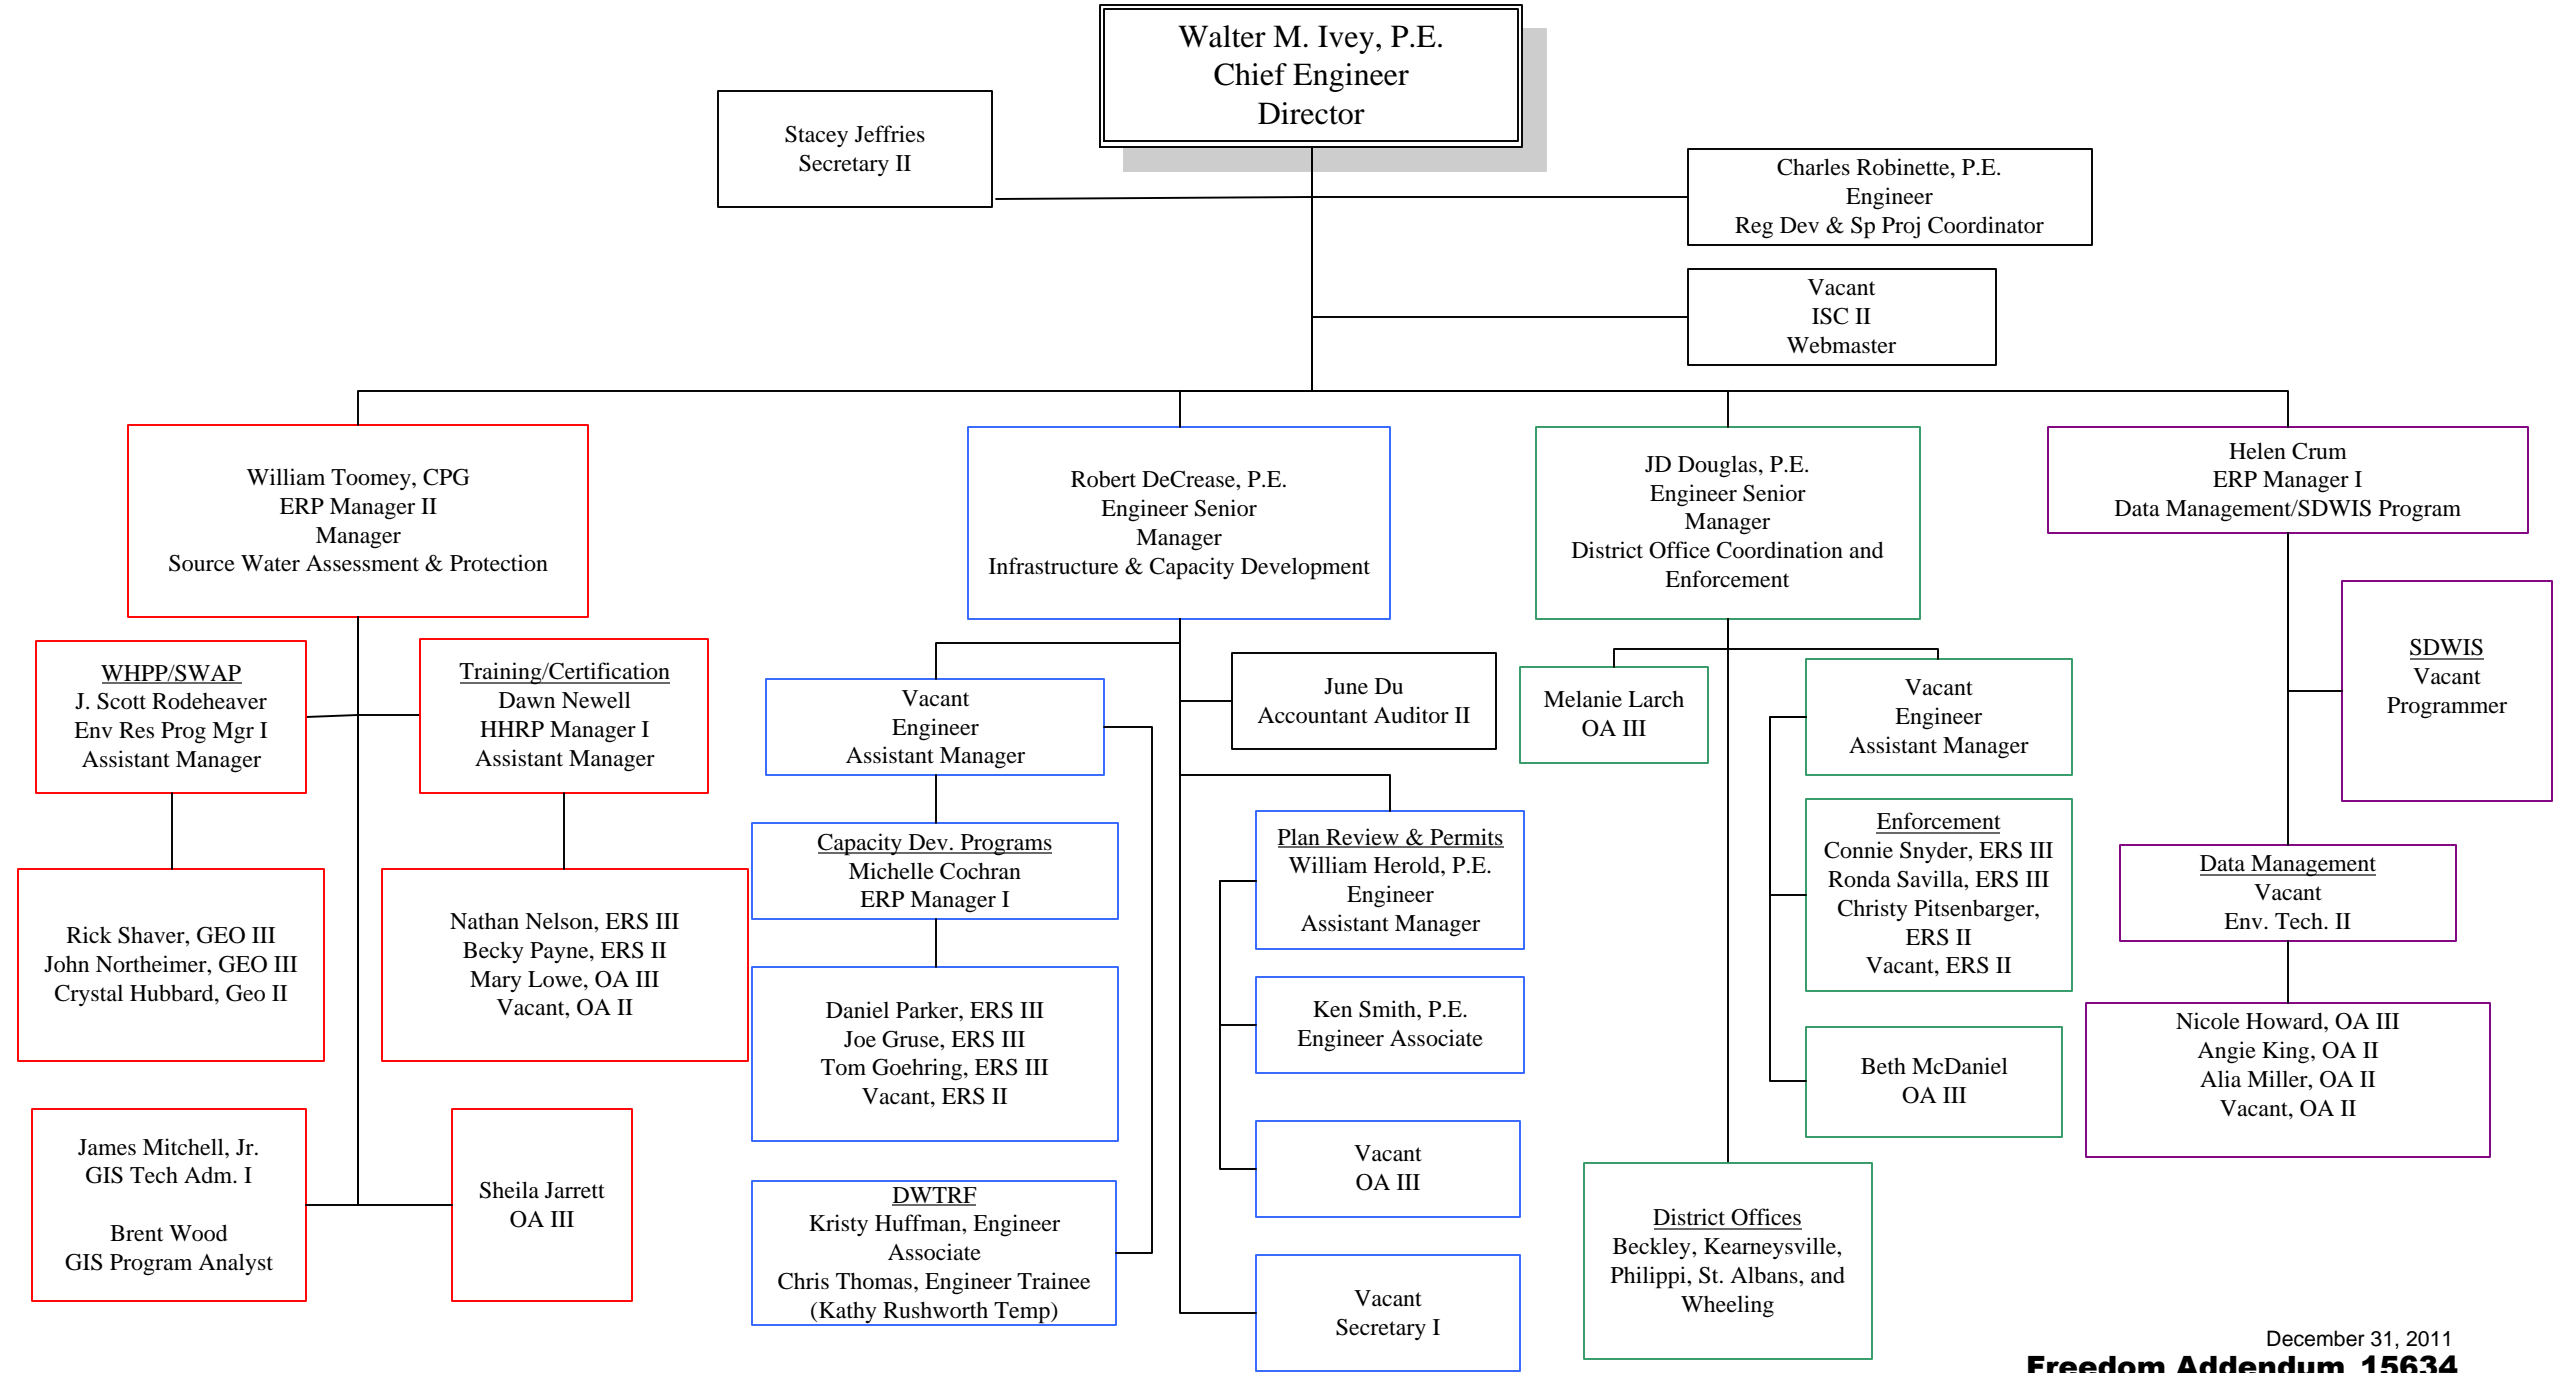 Walter M. Ivey, P.E.
Chief Engineer
Director
Stacey Jeffries
Secretary II
Charles Robinette, P.E.
Engineer
Reg Dev & Sp Proj Coordinator
Vacant
ISC II
Webmaster
William Toomey, CPG
ERP Manager II
Manager
Source Water Assessment & Protection
Robert DeCrease, P.E.
Engineer Senior
Manager
Infrastructure & Capacity Development
JD Douglas, P.E.
Engineer Senior
Manager
District Office Coordination and
Enforcement
Helen Crum
ERP Manager I
Data Management/SDWIS Program
WHPP/SWAP
J. Scott Rodeheaver
Env Res Prog Mgr I
Assistant Manager
Training/Certification
Dawn Newell
HHRP Manager I
Assistant Manager
Rick Shaver, GEO III
John Northeimer, GEO III
Crystal Hubbard, Geo II
Nathan Nelson, ERS III
Becky Payne, ERS II
Mary Lowe, OA III
Vacant, OA II
James Mitchell, Jr.
GIS Tech Adm. I
Brent Wood
GIS Program Analyst
Sheila Jarrett
OA III
Vacant
Engineer
Assistant Manager
June Du
Accountant Auditor II
Capacity Dev. Programs
Michelle Cochran
ERP Manager I
Daniel Parker, ERS III
Joe Gruse, ERS III
Tom Goehring, ERS III
Vacant, ERS II
DWTRF
Kristy Huffman, Engineer
Associate
Chris Thomas, Engineer Trainee
(Kathy Rushworth Temp)
Plan Review & Permits
William Herold, P.E.
Engineer
Assistant Manager
Ken Smith, P.E.
Engineer Associate
Vacant
OA III
Vacant
Secretary I
Melanie Larch
OA III
Vacant
Engineer
Assistant Manager
Enforcement
Connie Snyder, ERS III
Ronda Savilla, ERS III
Christy Pitsenbarger,
ERS II
Vacant, ERS II
Beth McDaniel
OA III
District Offices
Beckley, Kearneysville,
Philippi, St. Albans, and
Wheeling
SDWIS
Vacant
Programmer
Data Management
Vacant
Env. Tech. II
Nicole Howard, OA III
Angie King, OA II
Alia Miller, OA II
Vacant, OA II
December 31, 2011
Freedom Addendum 15634